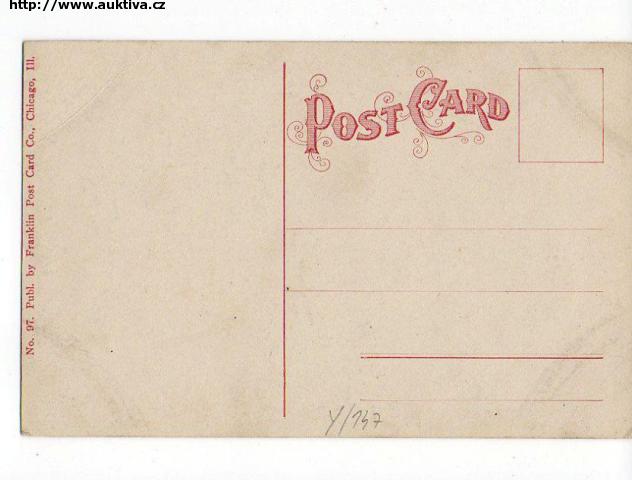 http://www.auktiva.cz
POST CARD
No. 97. Publ. by Franklin Post Card Co., Chicago, Ill.
Y/147